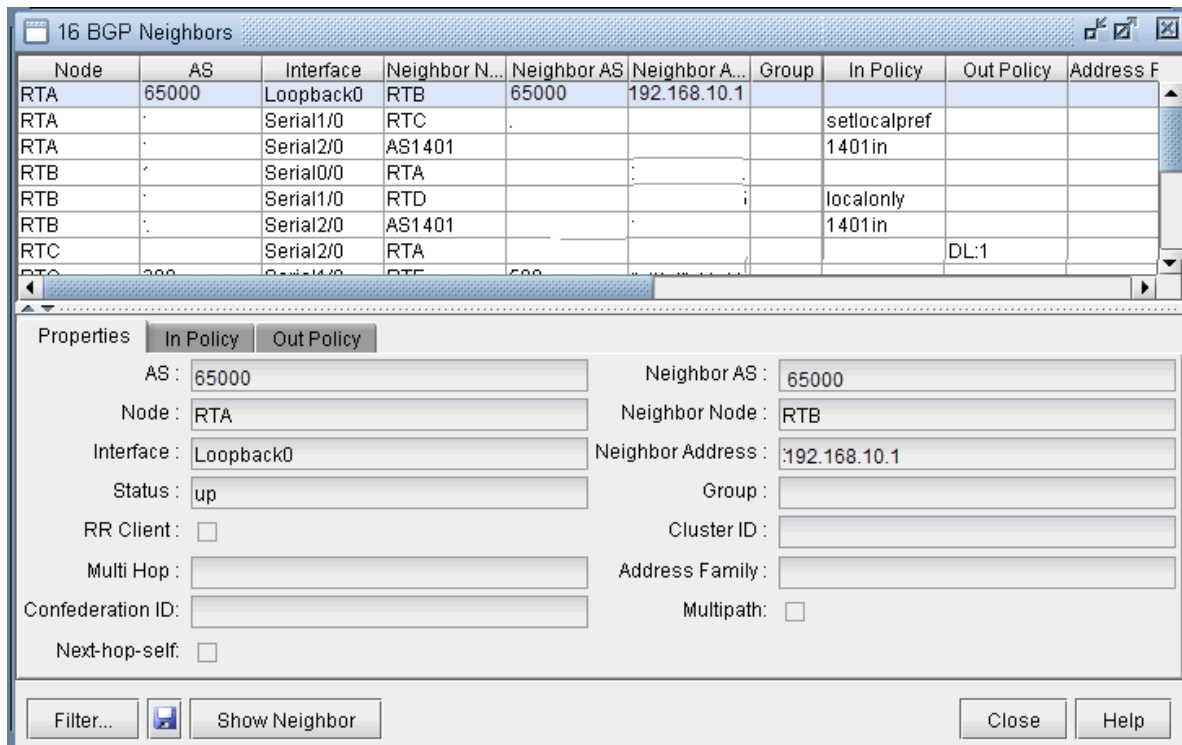 16 BGP Neighbors
Node AS Interface Neighbor N... Neighbor AS Neighbor A... Group In Policy Out Policy Address F
RTA 65000 Loopback0 RTB 65000 192.168.10.1
RTA Serial1/0 RTC setlocalpref
RTA Serial2/0 AS1401 1401in
RTB Serial0/0 RTA
RTB Serial1/0 RTD localonly
RTB Serial2/0 AS1401 1401in
RTC Serial2/0 RTA DL:1
Properties In Policy Out Policy
AS : 65000 Neighbor AS : 65000
Node : RTA Neighbor Node : RTB
Interface : Loopback0 Neighbor Address : 192.168.10.1
Status : up Group :
RR Client : Cluster ID :
Multi Hop : Address Family :
Confederation ID: Multipath:
Next-hop-self:
Filter... Show Neighbor Close Help